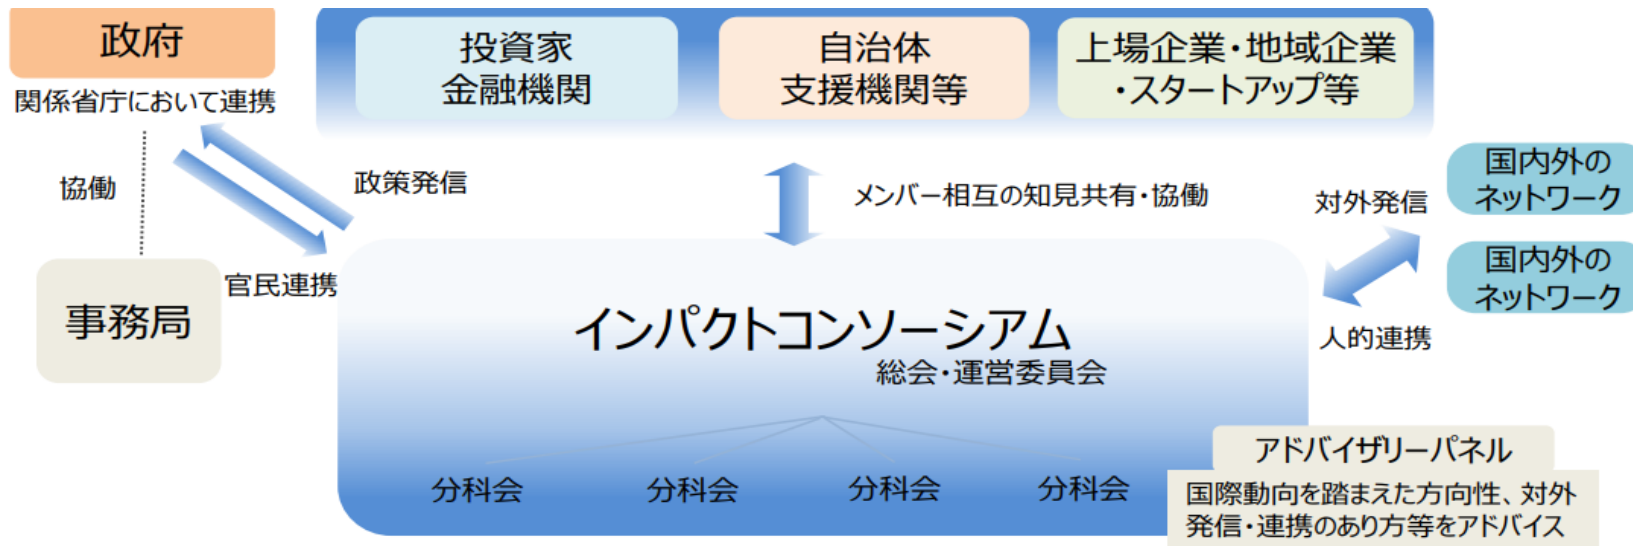 政府
関係省庁において連携
投資家
金融機関
自治体
支援機関等
上場企業・地域企業
・スタートアップ等
協働
政策発信
官民連携
メンバー相互の知見共有・協働
対外発信
人的連携
国内外の
ネットワーク
国内外の
ネットワーク
事務局
インパクトコンソーシアム
総会・運営委員会
分科会
分科会
分科会
分科会
アドバイザリーパネル
国際動向を踏まえた方向性、対外
発信・連携のあり方等をアドバイス